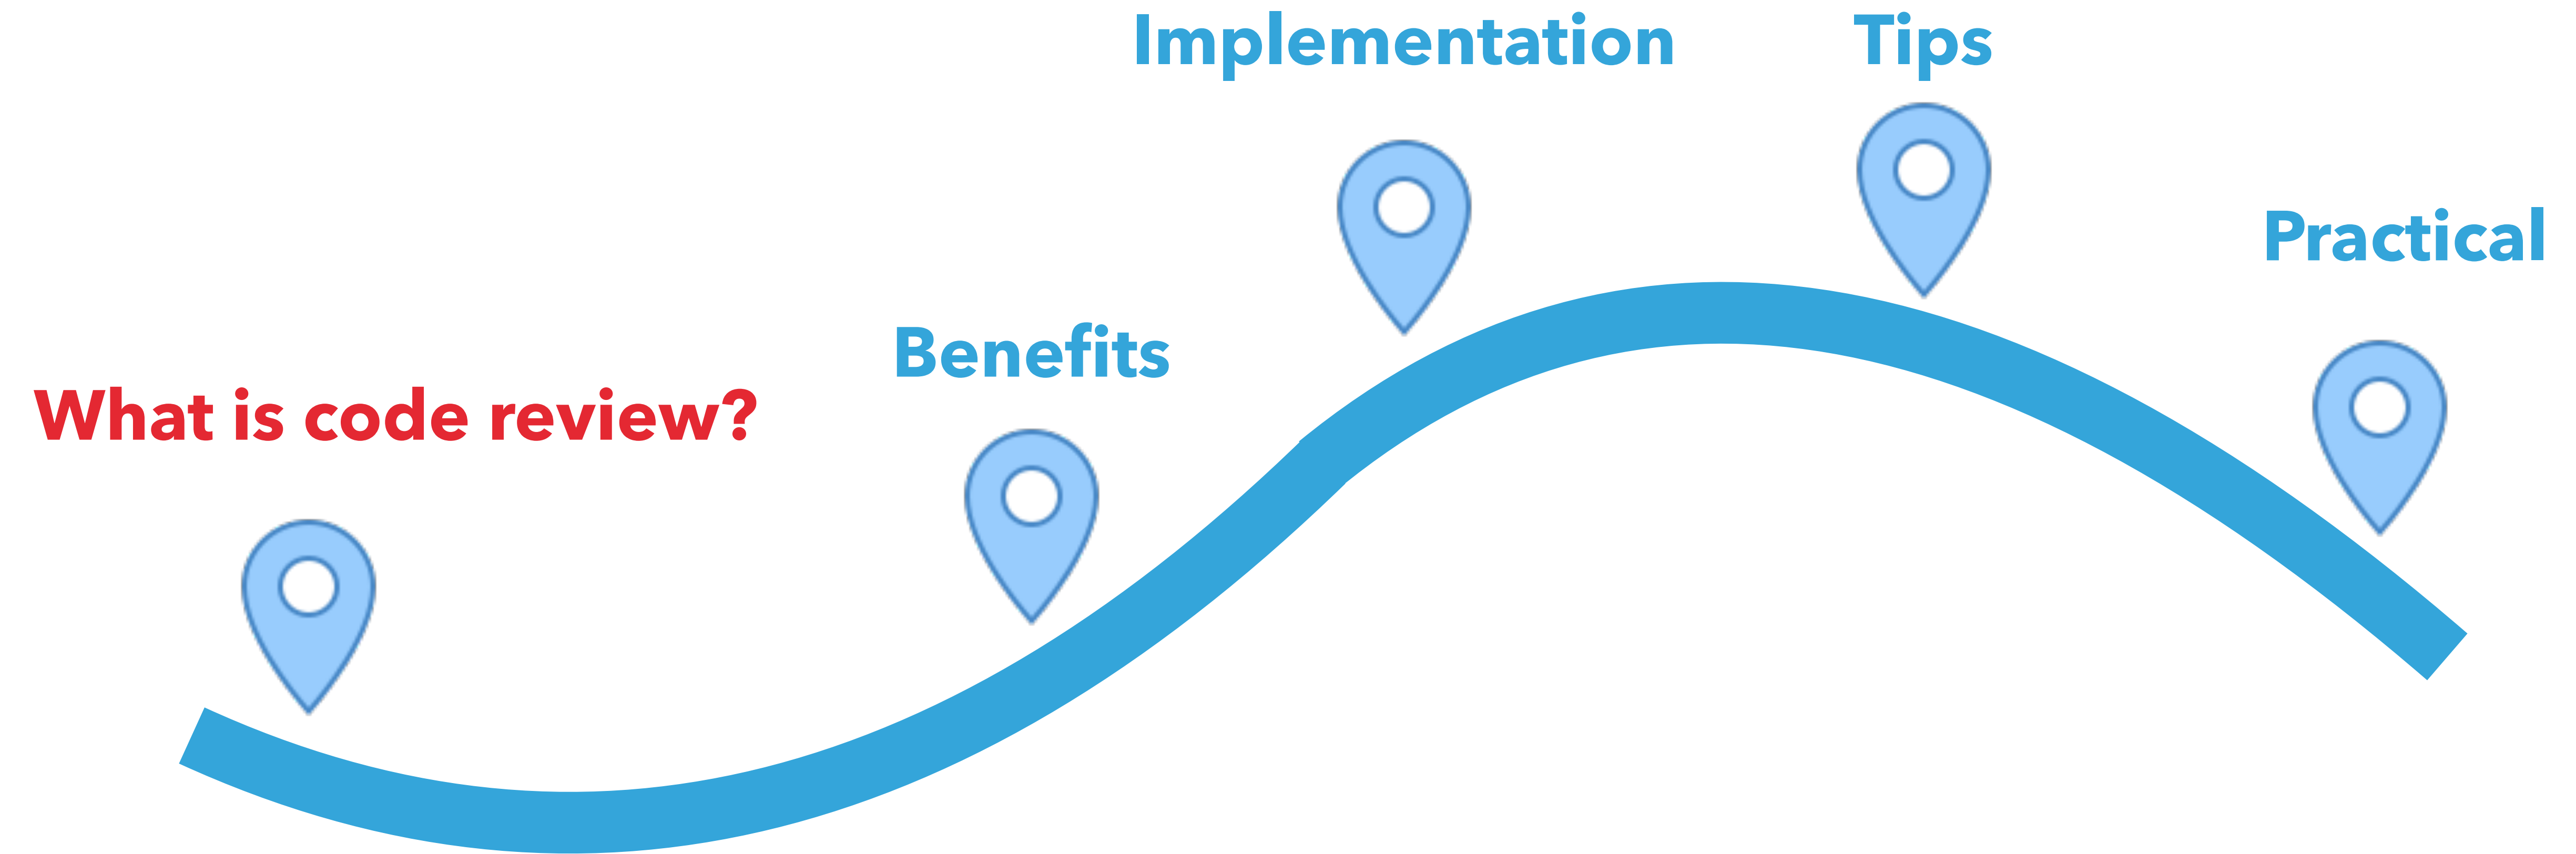 What is code review?
Benefits
Implementation
Tips
Practical